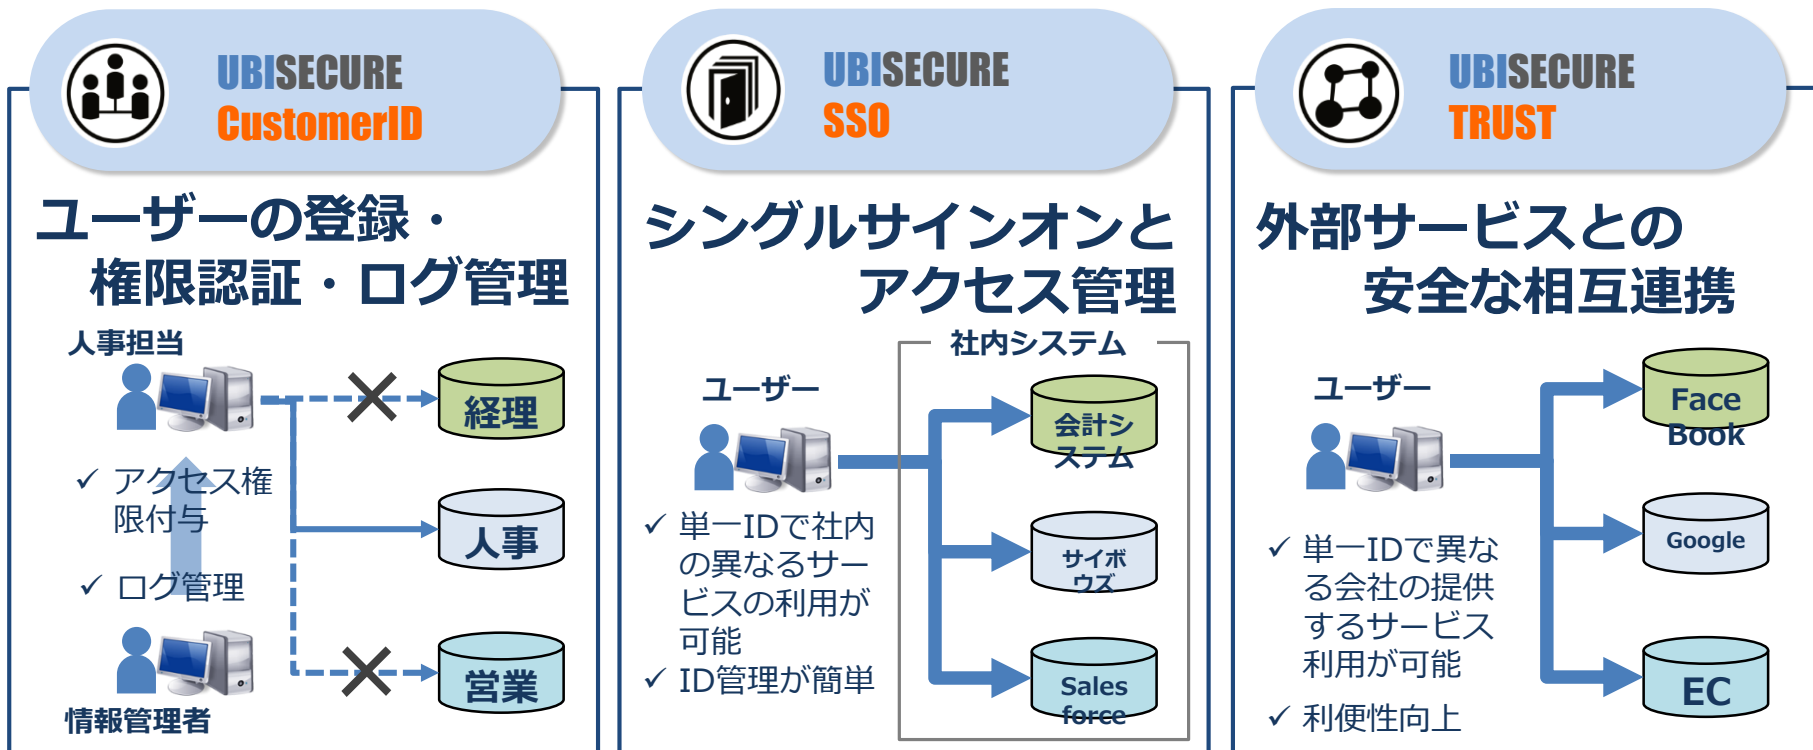 UBISECURE
CustomerID
ユーザーの登録・
権限認証・ログ管理
人事担当
経理
✓ アクセス権
限付与
人事
✓ ログ管理
営業
情報管理者
UBISECURE
SSO
シングルサインオンと
アクセス管理
社内システム
ユーザー
会計シ
ステム
✓ 単一IDで社内
の異なるサー
ビスの利用が
可能
✓ ID管理が簡単
サイボ
ウズ
Sales
force
UBISECURE
TRUST
外部サービスとの
安全な相互連携
ユーザー
Face
Book
Google
✓ 単一IDで異な
る会社の提供
するサービス
利用が可能
✓ 利便性向上
EC